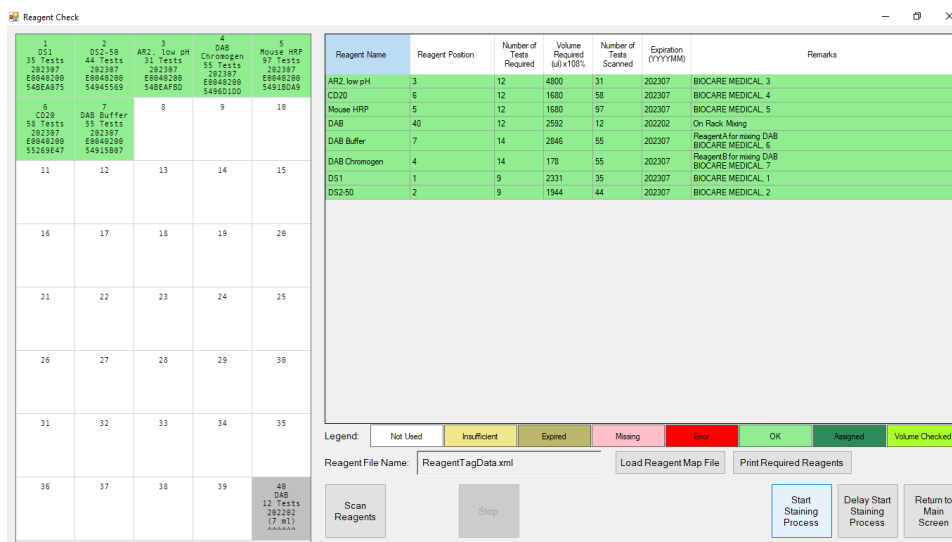 Reagent Check
1
DS1
35 Tests
202307
E0040200
54BEA075
2
DS2-50
44 Tests
202307
E0040200
54945569
3
AR2, low pH
31 Tests
202307
E0040200
54BEAFBD
4
DAB
Chromogen
55 Tests
202307
E0040200
5496D1DD
5
Mouse HRP
97 Tests
202307
E0040200
5491BDA9
6
CD20
58 Tests
202307
E0040200
55269E47
7
DAB Buffer
55 Tests
202307
E0040200
54915B07
8
9
10
11
12
13
14
15
16
17
18
19
20
21
22
23
24
25
26
27
28
29
30
31
32
33
34
35
36
37
38
39
40
DAB
12 Tests
202202
(7 ml)
^^^^^^
Reagent Name Reagent Position Number of Tests Required Volume Required (ul)x108% Number of Tests Scanned Expiration (YYYYMM) Remarks
AR2, low pH 3 12 4800 31 202307 BIOCARE MEDICAL, 3
CD20 6 12 1680 58 202307 BIOCARE MEDICAL, 4
Mouse HRP 5 12 1680 97 202307 BIOCARE MEDICAL, 5
DAB 40 12 2592 12 202202 On Rack Mixing
DAB Buffer 7 14 2846 55 202307 ReagentA for mixing DAB
BIOCARE MEDICAL, 6
DAB Chromogen 4 14 178 55 202307 ReagentB for mixing DAB
BIOCARE MEDICAL, 7
DS1 1 9 2331 35 202307 BIOCARE MEDICAL, 1
DS2-50 2 9 1944 44 202307 BIOCARE MEDICAL, 2
Legend: Not Used Insufficient Expired Missing Error OK Assigned Volume Checked
Reagent File Name: ReagentTagData.xml Load Reagent Map File Print Required Reagents
Scan
Reagents
Stop
Start
Staining
Process
Delay Start
Staining
Process
Return to
Main
Screen